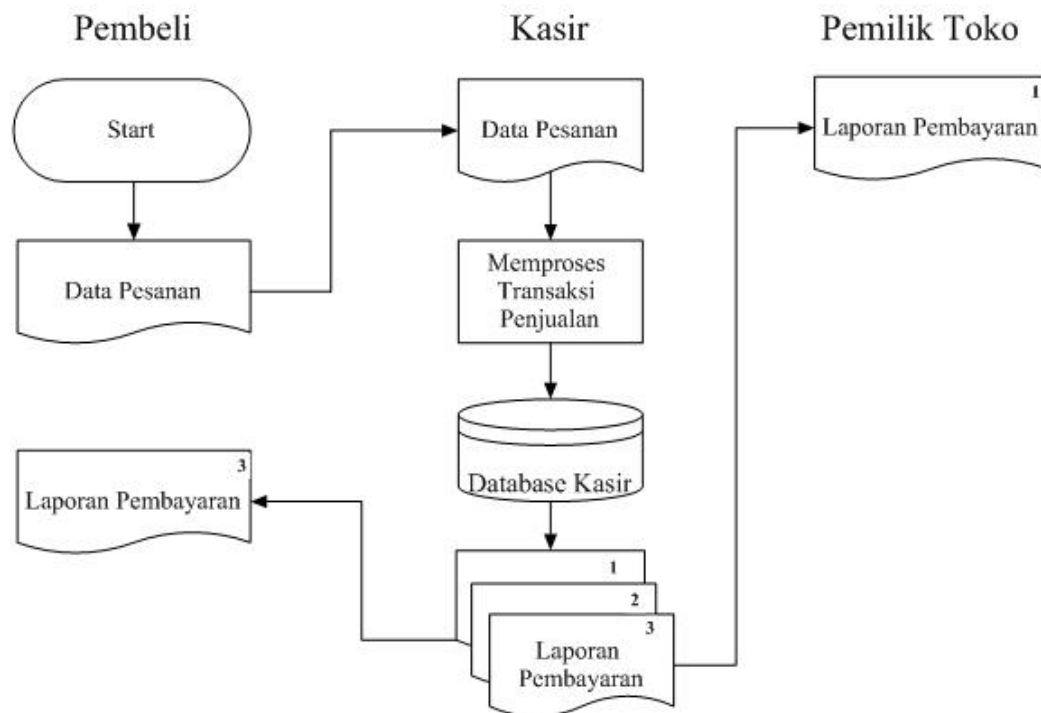 Pembeli
Kasir
Pemilik Toko
Start
Data Pesanan
1
Laporan Pembayaran
Data Pesanan
Memproses
Transaksi
Penjualan
Database Kasir
3
Laporan Pembayaran
1
2
3
Laporan
Pembayaran